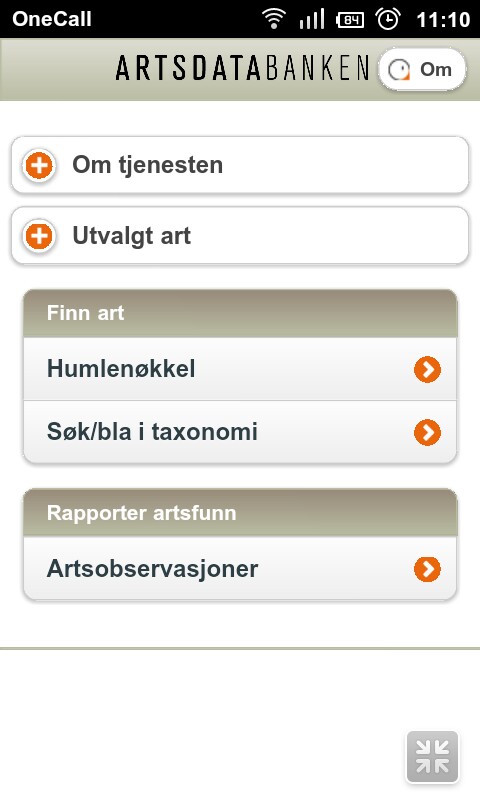 OneCall 84 11:10
ARTSDATABANKEN Om
Om tjenesten
Utvalgt art
Finn art
Humlenøkkel
Søk/bla i taxonomi
Rapporter artsfunn
Artsobservasjoner